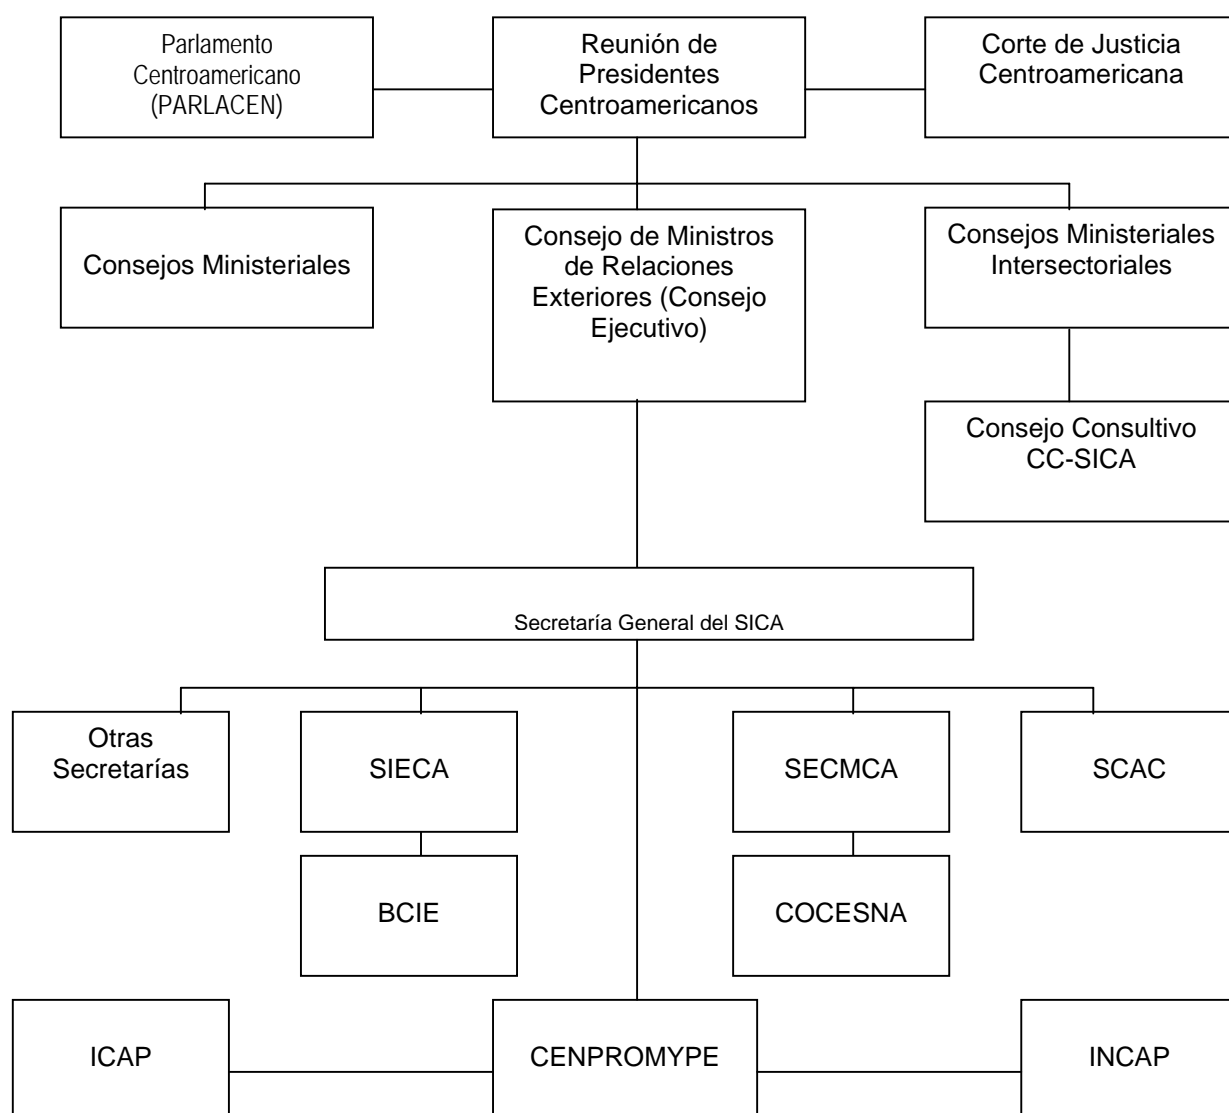 Parlamento
Centroamericano
(PARLACEN)
Reunión de
Presidentes
Centroamericanos
Corte de Justicia
Centroamericana
Consejos Ministeriales
Consejo de Ministros
de Relaciones
Exteriores (Consejo
Ejecutivo)
Consejos Ministeriales
Intersectoriales
Consejo Consultivo
CC-SICA
Secretaría General del SICA
Otras
Secretarías
SIECA
SECMCA
SCAC
BCIE
COCESNA
ICAP
CENPROMYPE
INCAP